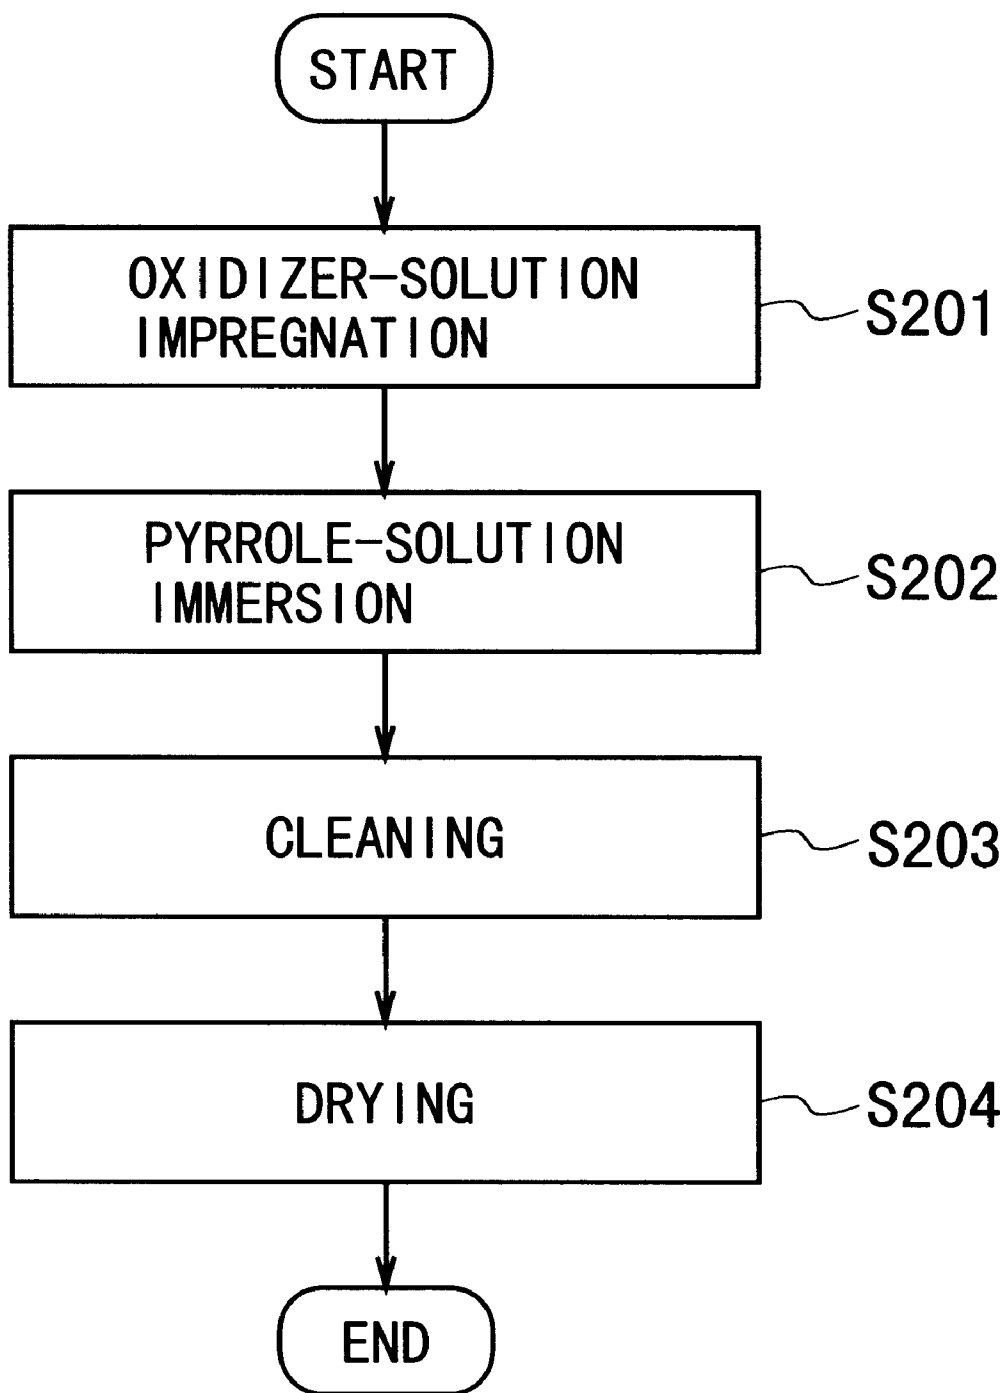 START
OXIDIZER-SOLUTION
IMPREGNATION
S201
PYRROLE-SOLUTION
IMMERSION
S202
CLEANING
S203
DRYING
S204
END